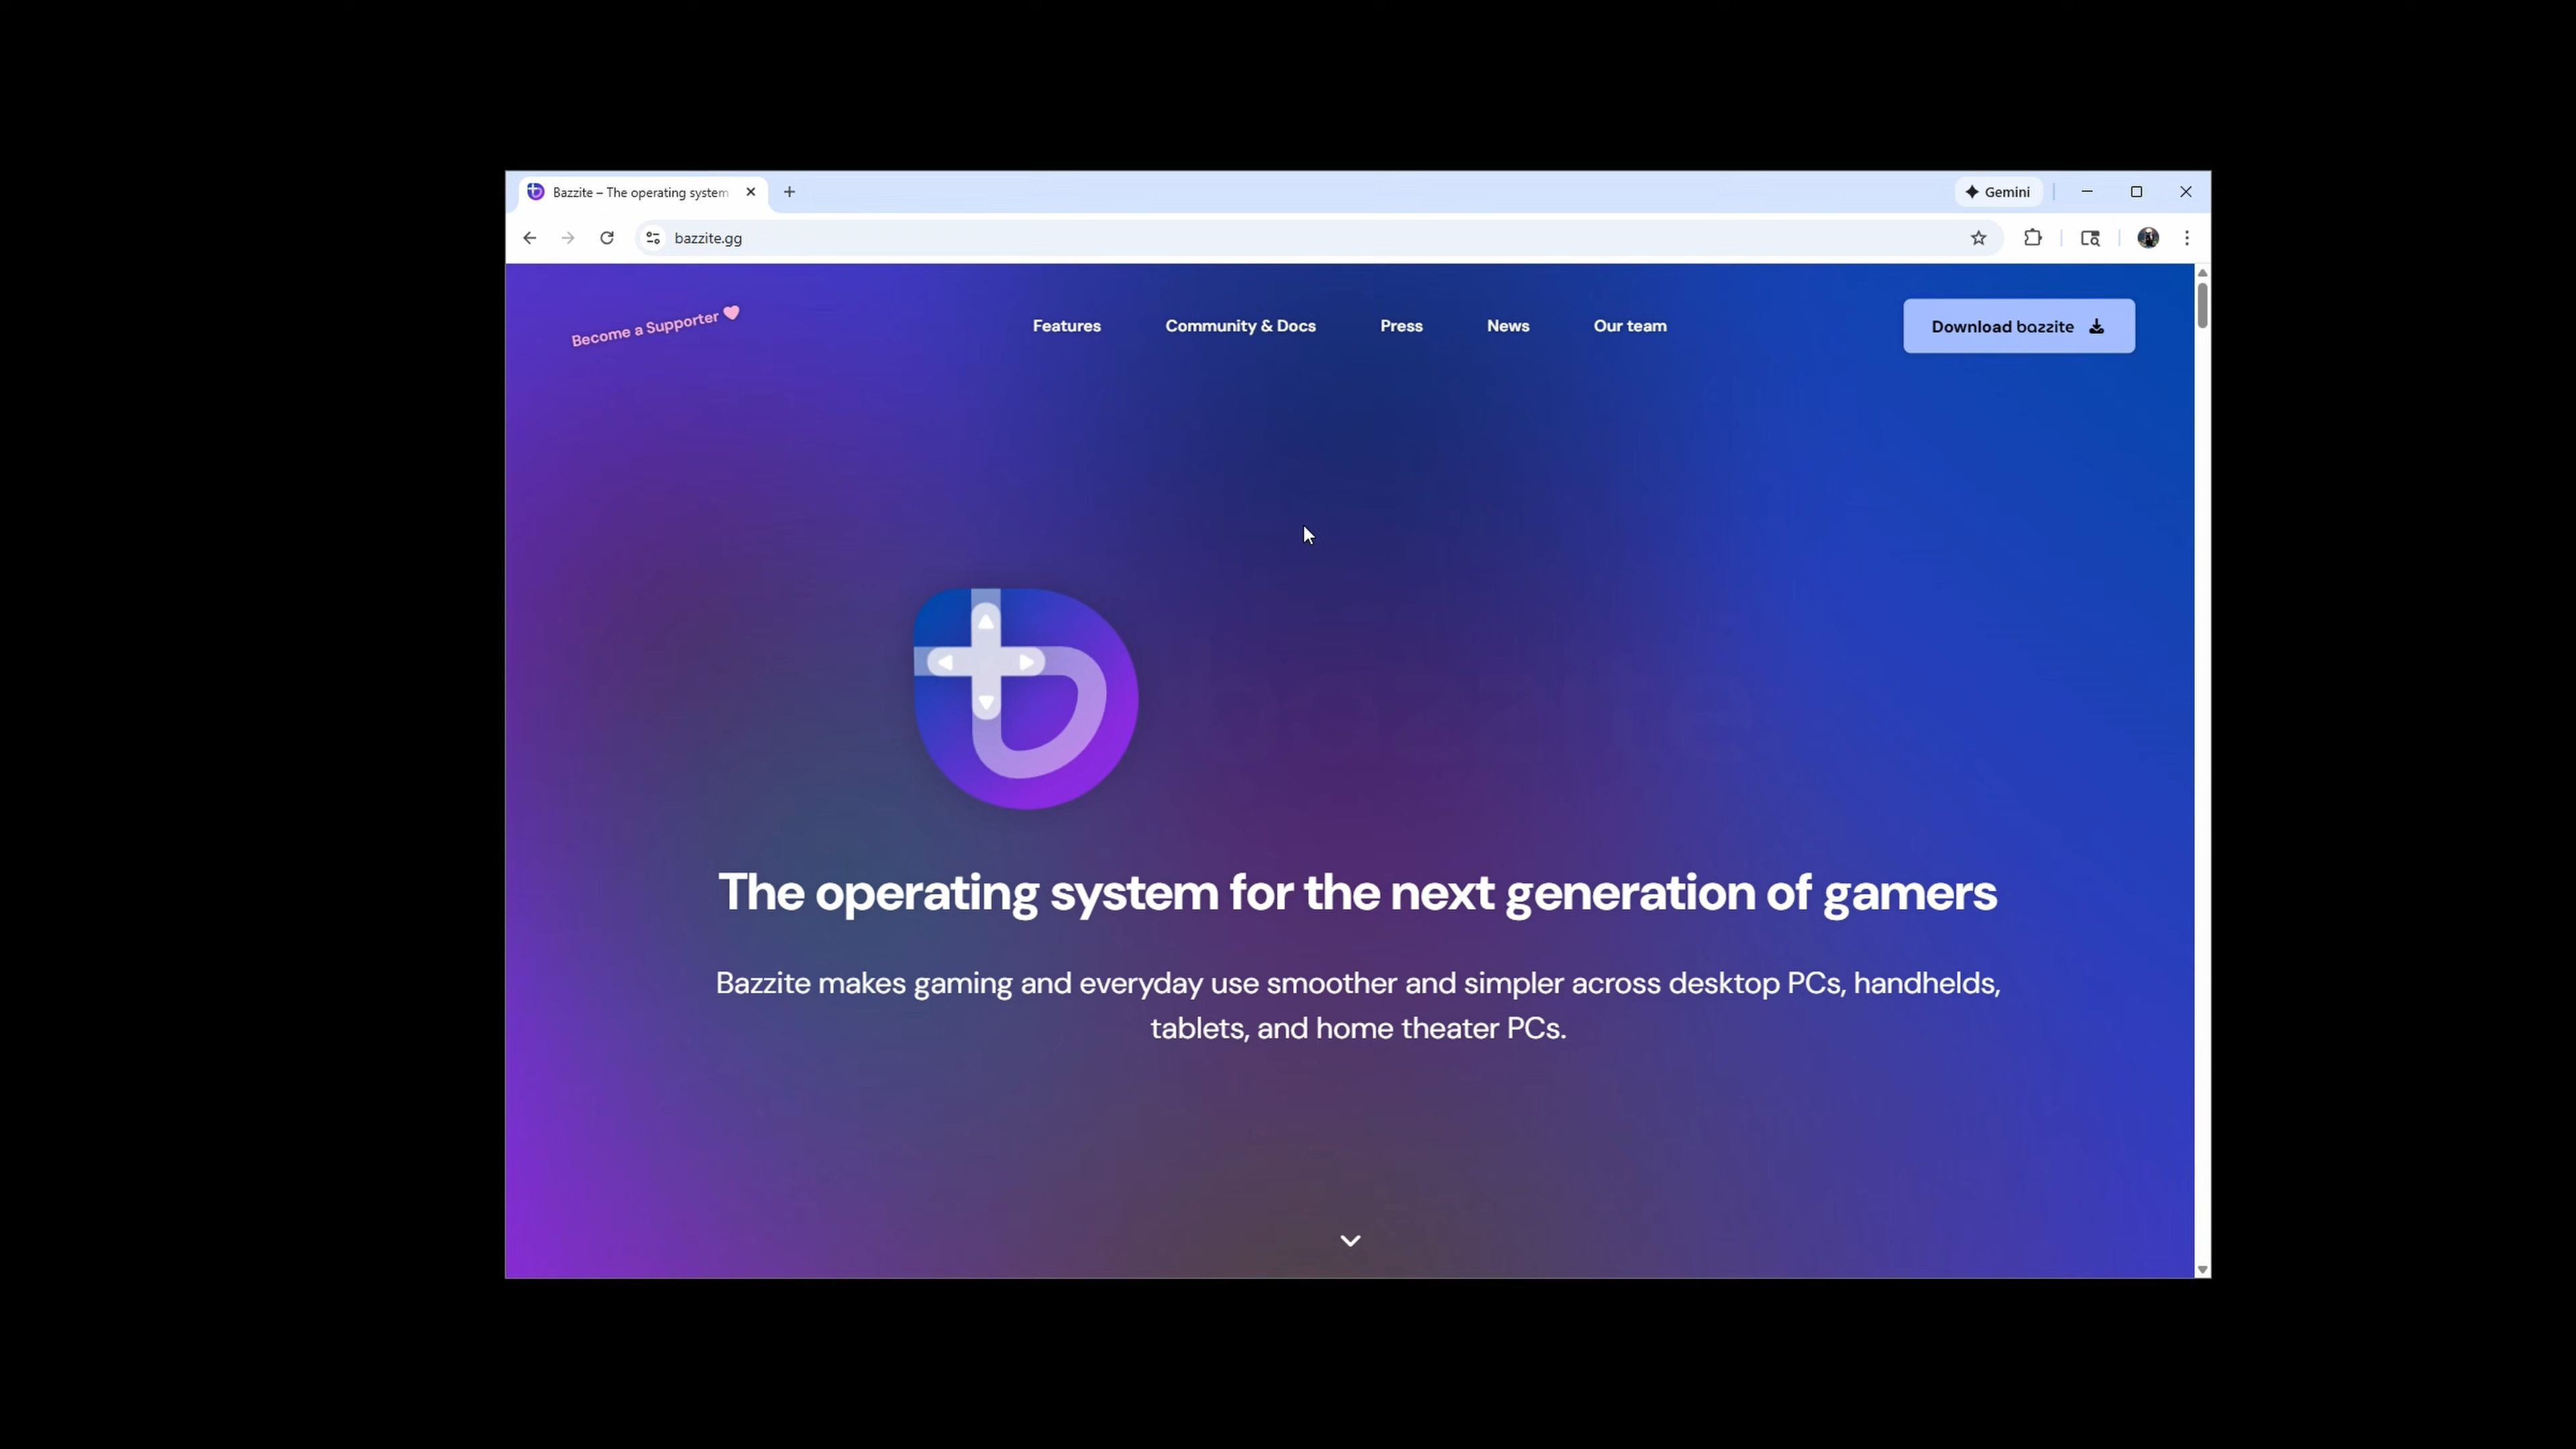 Bazzite – The operating system
Gemini
bazzite.gg
Become a Supporter
Features
Community & Docs
Press
News
Our team
Download bazzite
bazzite
The operating system for the next generation of gamers
Bazzite makes gaming and everyday use smoother and simpler across desktop PCs, handhelds,
tablets, and home theater PCs.